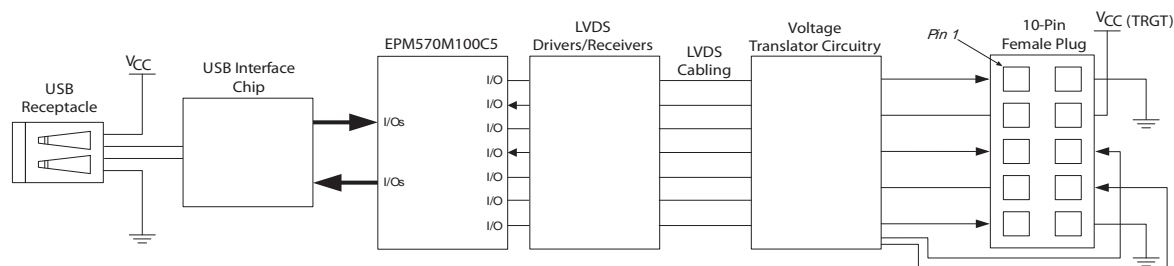 USB
Receptacle
VCC
USB Interface
Chip
EPM570M100C5
I/Os
I/Os
I/O
I/O
I/O
I/O
I/O
I/O
I/O
LVDS
Drivers/Receivers
LVDS
Cabling
Voltage
Translator Circuitry
Pin 1
10-Pin
Female Plug
VCC (TRGT)